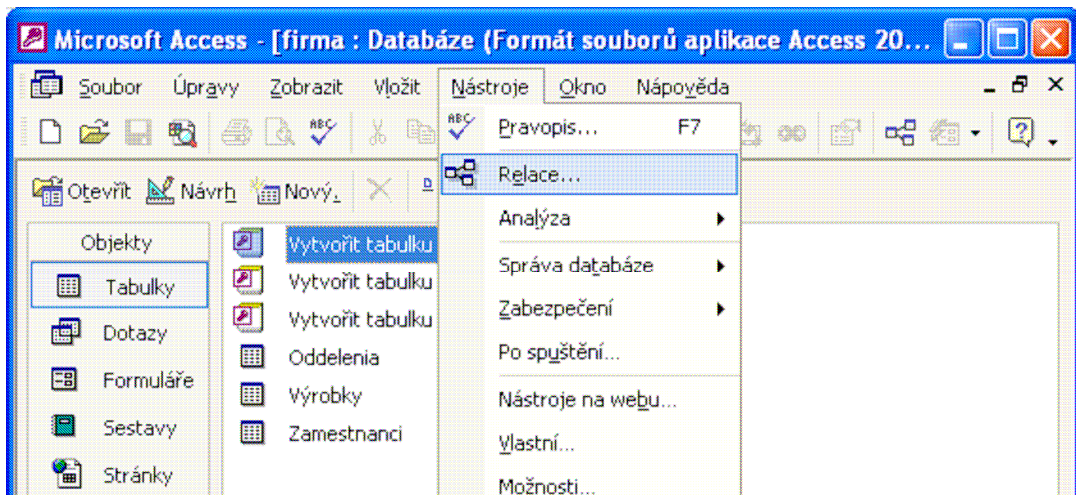 Microsoft Access - [firma : Databáze (Formát souborů aplikace Access 20...
Soubor Úpravy Zobrazit Vložit Nástroje Okno Nápověda
Pravopis... F7
Otevřít Návrh Nový
Relace...
Analýza
Správa databáze
Zabezpečení
Po spuštění...
Nástroje na webu...
Vlastní...
Možnosti...
Objekty
Tabulky
Dotazy
Formuláře
Sestavy
Stránky
Vytvořit tabulku
Vytvořit tabulku
Vytvořit tabulku
Oddelenia
Výrobky
Zamestnanci